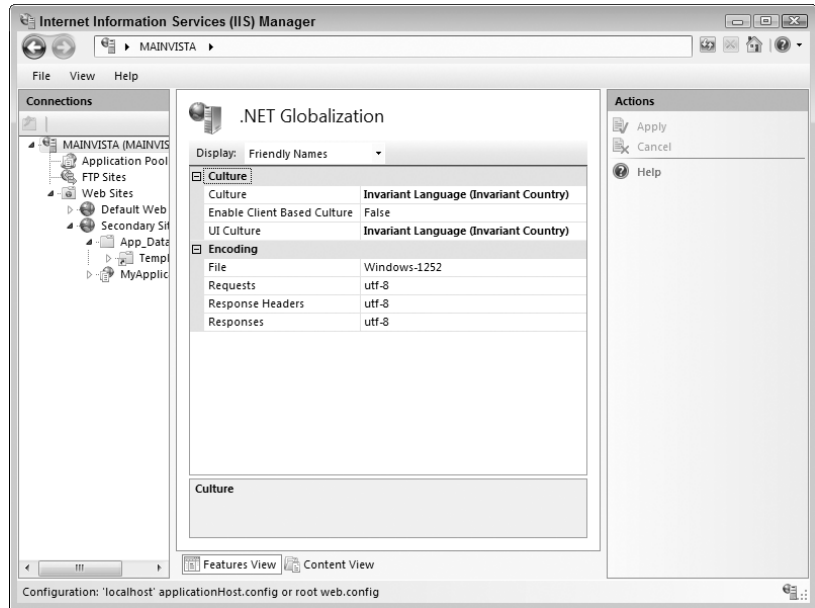 Internet Information Services (IIS) Manager
MAINVISTA
File View Help
Connections
MAINVISTA (MAINVIS
Application Pool
FTP Sites
Web Sites
Default Web
Secondary Sit
App_Data
Templ
MyApplic
.NET Globalization
Display: Friendly Names
Culture
Culture Invariant Language (Invariant Country)
Enable Client Based Culture False
UI Culture Invariant Language (Invariant Country)
Encoding
File Windows-1252
Requests utf-8
Response Headers utf-8
Responses utf-8
Culture
Features View Content View
Actions
Apply
Cancel
Help
Configuration: 'localhost' applicationHost.config or root web.config